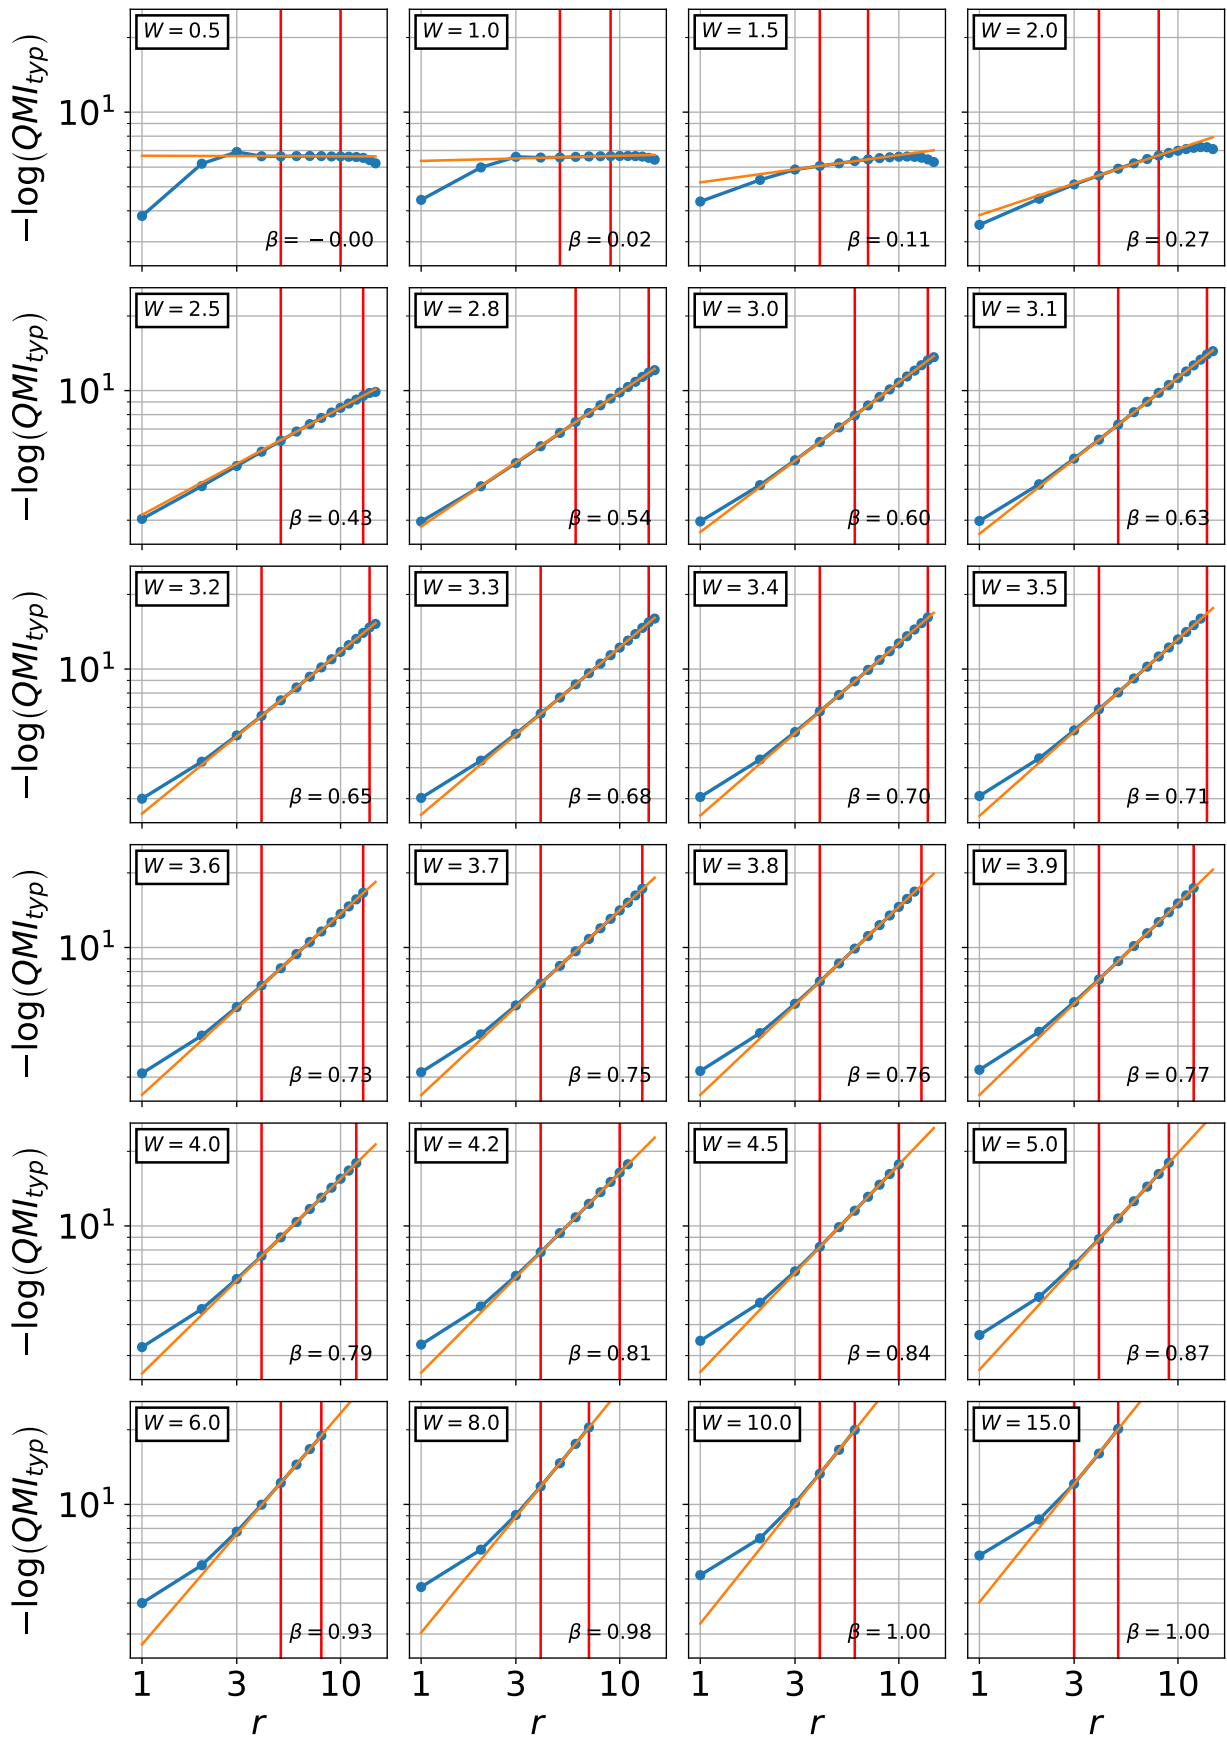 W = 0.5
W = 1.0
W = 1.5
W = 2.0
−log(QMI_typ)
10^1
β = −0.00
β = 0.02
β = 0.11
β = 0.27
W = 2.5
W = 2.8
W = 3.0
W = 3.1
−log(QMI_typ)
10^1
β = 0.43
β = 0.54
β = 0.60
β = 0.63
W = 3.2
W = 3.3
W = 3.4
W = 3.5
−log(QMI_typ)
10^1
β = 0.65
β = 0.68
β = 0.70
β = 0.71
W = 3.6
W = 3.7
W = 3.8
W = 3.9
−log(QMI_typ)
10^1
β = 0.73
β = 0.75
β = 0.76
β = 0.77
W = 4.0
W = 4.2
W = 4.5
W = 5.0
−log(QMI_typ)
10^1
β = 0.79
β = 0.81
β = 0.84
β = 0.87
W = 6.0
W = 8.0
W = 10.0
W = 15.0
−log(QMI_typ)
10^1
β = 0.93
β = 0.98
β = 1.00
β = 1.00
1 3 10
1 3 10
1 3 10
1 3 10
r
r
r
r